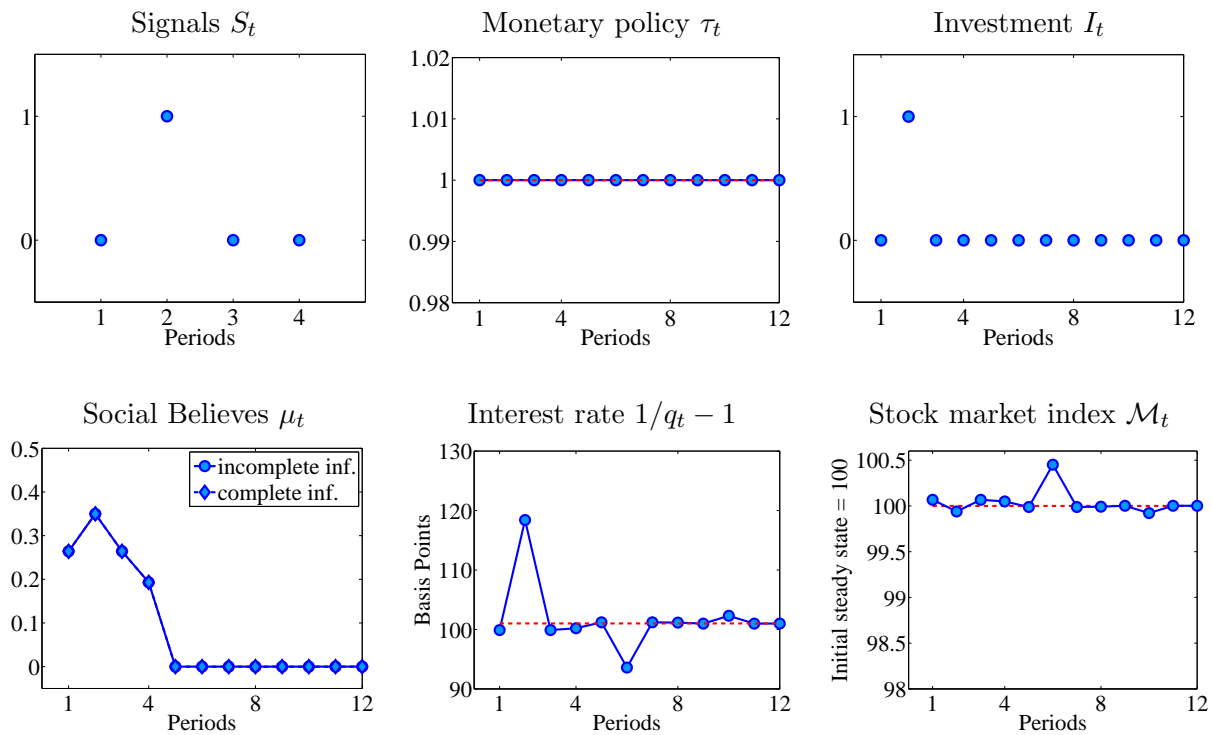 Signals S_t
1
0
1 2 3 4
Periods
Monetary policy τ_t
1.02
1.01
1
0.99
0.98
1 4 8 12
Periods
Investment I_t
1
0
1 4 8 12
Periods
Social Believes μ_t
0.5
0.4
0.3
0.2
0.1
0
incomplete inf.
complete inf.
1 4 8 12
Periods
Interest rate 1/q_t − 1
Basis Points
130
120
110
100
90
1 4 8 12
Periods
Stock market index ℳ_t
Initial steady state = 100
100.5
100
99.5
99
98.5
98
1 4 8 12
Periods